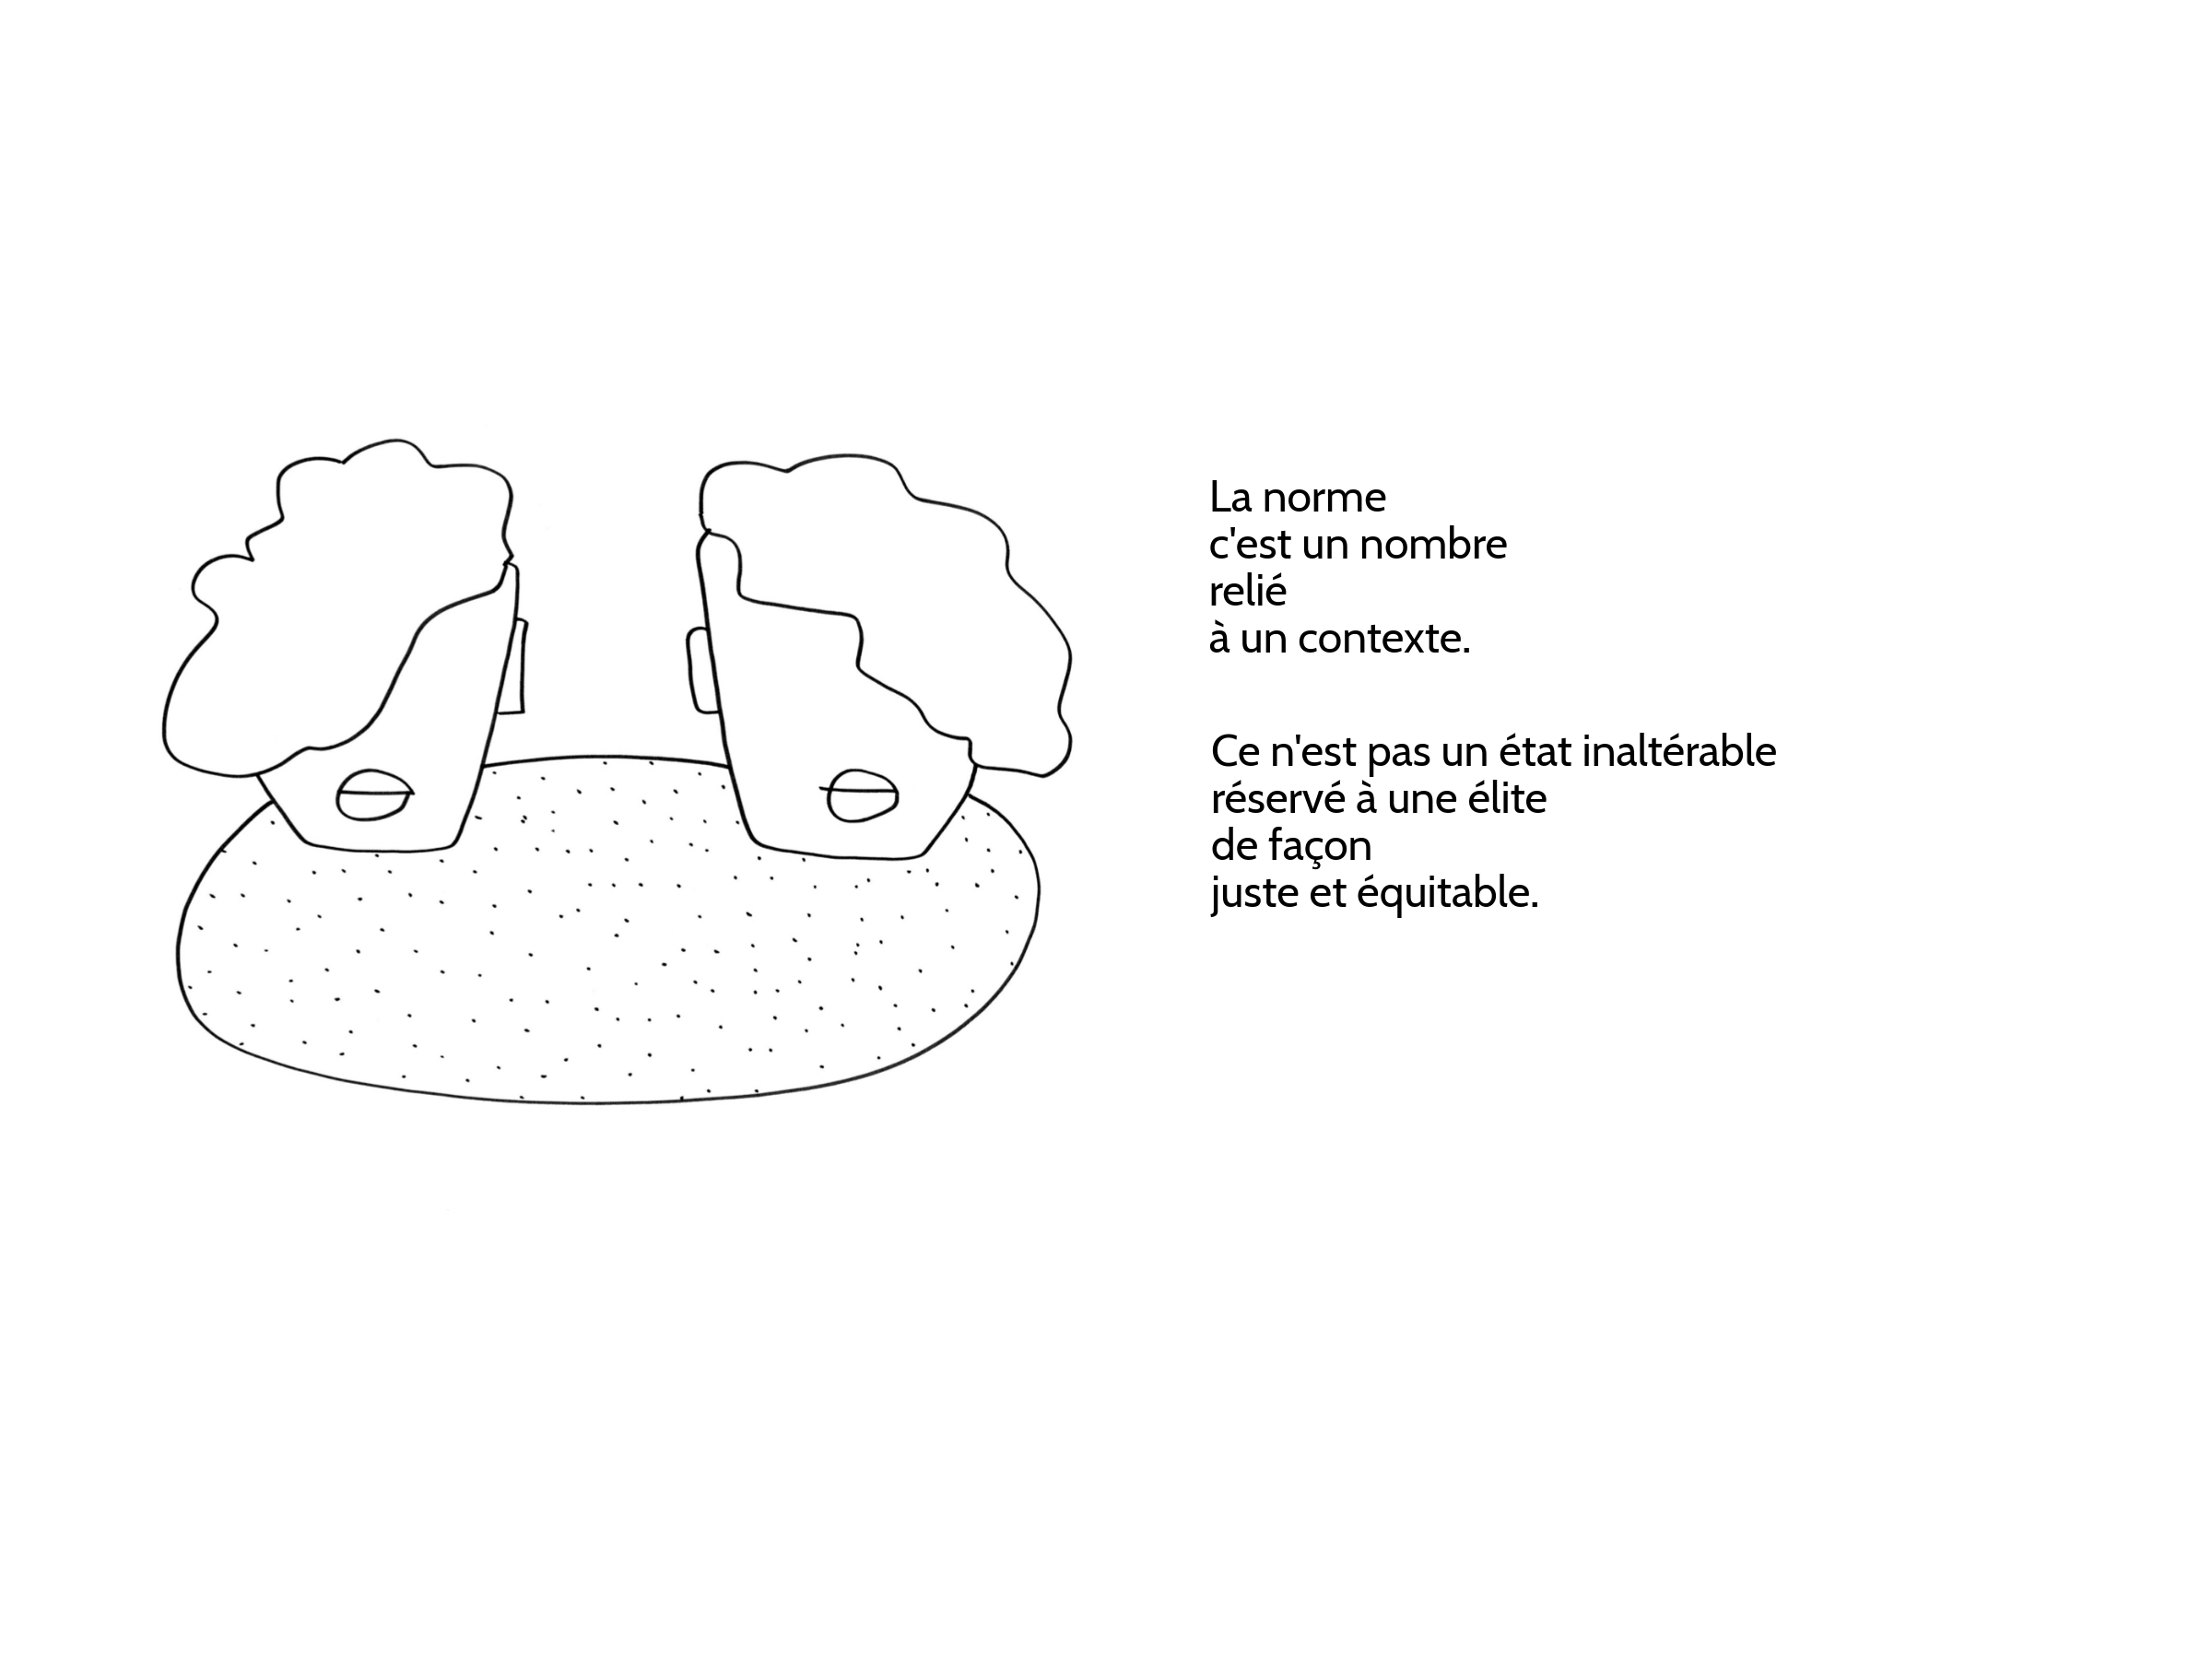 La norme
c'est un nombre
relié
à un contexte.
Ce n'est pas un état inaltérable
réservé à une élite
de façon
juste et équitable.